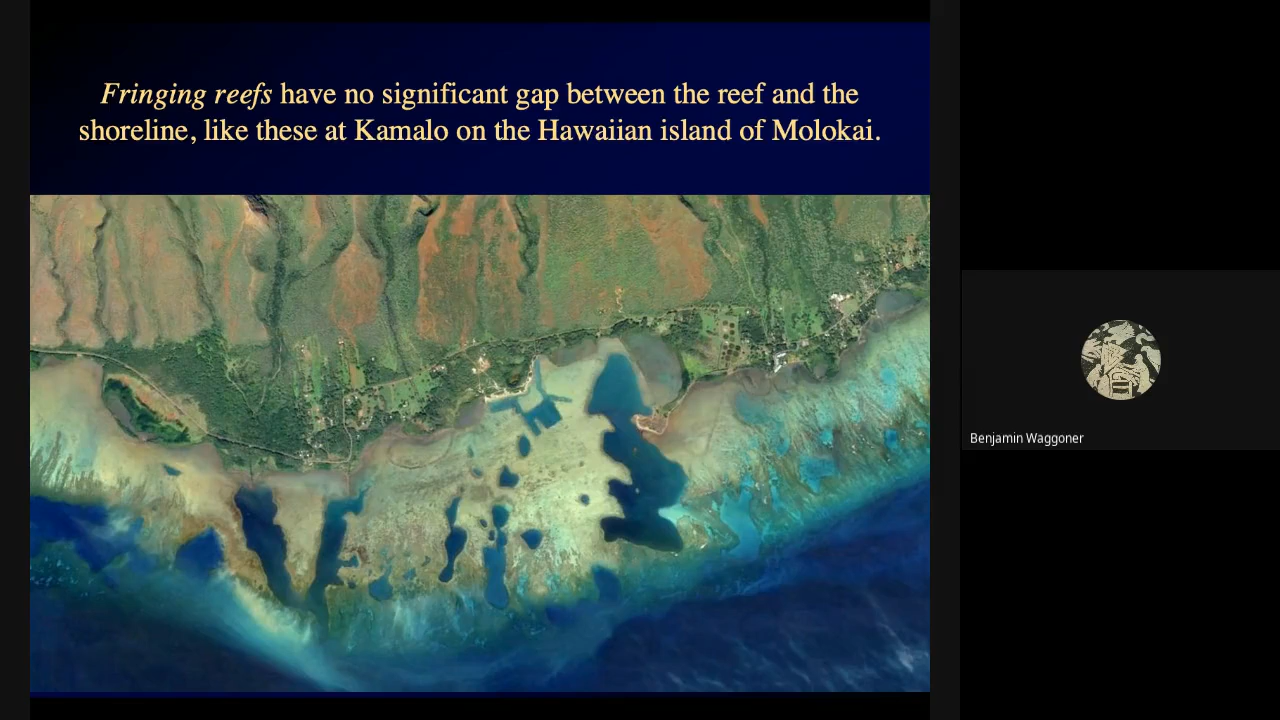 Fringing reefs have no significant gap between the reef and the
shoreline, like these at Kamalo on the Hawaiian island of Molokai.
Benjamin Waggoner